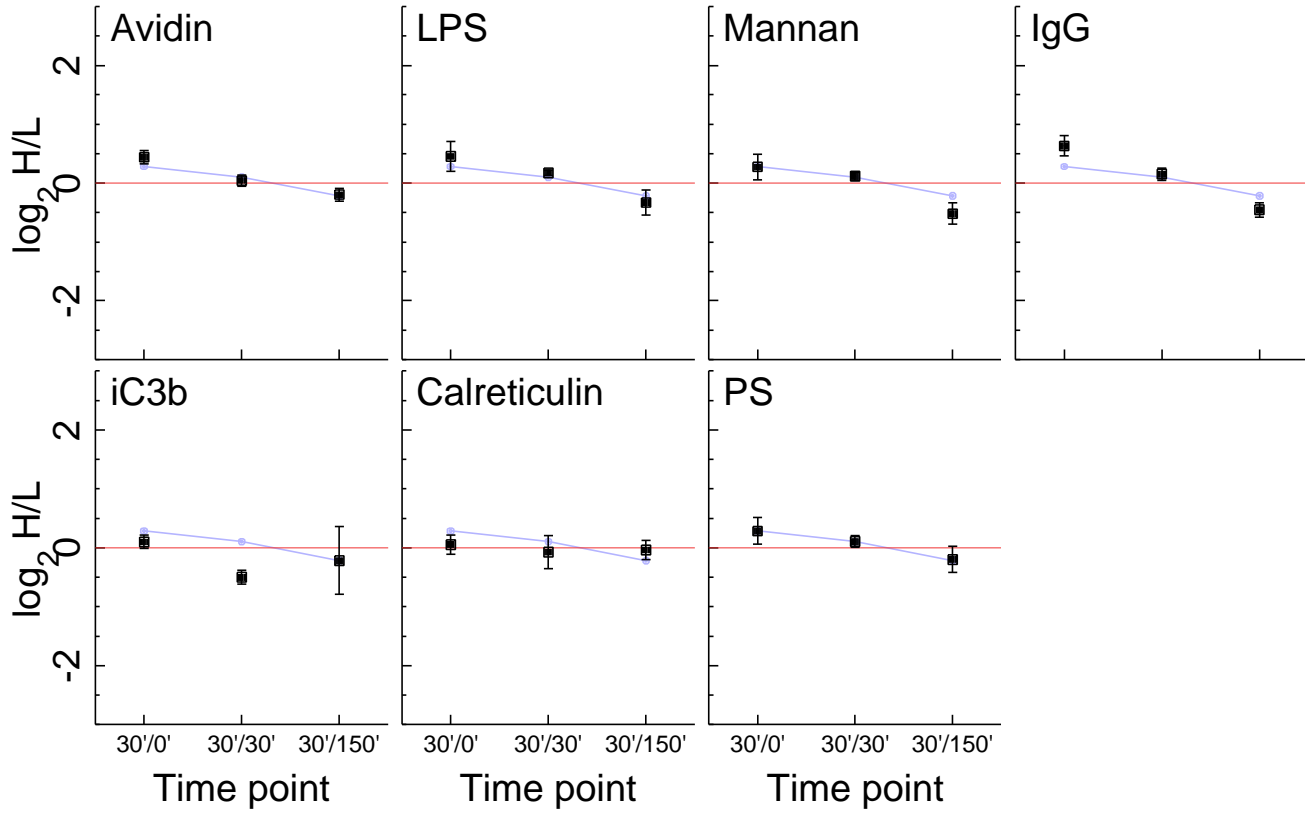 Avidin
LPS
Mannan
IgG
log2 H/L
2
0
-2
iC3b
Calreticulin
PS
log2 H/L
2
0
-2
30'/0' 30'/30' 30'/150'
30'/0' 30'/30' 30'/150'
30'/0' 30'/30' 30'/150'
Time point
Time point
Time point